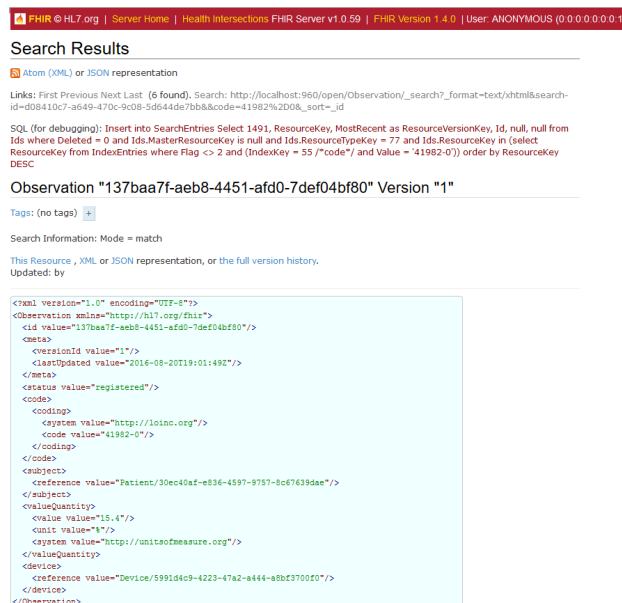 FHIR © HL7.org | Server Home | Health Intersections FHIR Server v1.0.59 | FHIR Version 1.4.0 | User: ANONYMOUS (0:0:0:0:0:0:0:1
Search Results
Atom (XML) or JSON representation
Links: First Previous Next Last (6 found). Search: http://localhost:960/open/Observation/_search?_format=text/xhtml&search-
id=d08410c7-a649-470c-9c08-5d644de7bb&&code=41982%2D0&_sort=_id
SQL (for debugging): Insert into SearchEntries Select 1491, ResourceKey, MostRecent as ResourceVersionKey, Id, null, null from
Ids where Deleted = 0 and Ids.MasterResourceKey is null and Ids.ResourceTypeKey = 77 and Ids.ResourceKey in (select
ResourceKey from IndexEntries where Flag <> 2 and (IndexKey = 55 /*code*/ and Value = '41982-0')) order by ResourceKey
DESC
Observation "137baa7f-aeb8-4451-afd0-7def04bf80" Version "1"
Tags: (no tags) +
Search Information: Mode = match
This Resource , XML or JSON representation, or the full version history.
Updated: by
<?xml version="1.0" encoding="UTF-8"?>
<Observation xmlns="http://hl7.org/fhir">
<id value="137baa7f-aeb8-4451-afd0-7def04bf80"/>
<meta>
<versionId value="1"/>
<lastUpdated value="2016-08-20T19:01:49Z"/>
</meta>
<status value="registered"/>
<code>
<coding>
<system value="http://loinc.org"/>
<code value="41982-0"/>
</coding>
</code>
<subject>
<reference value="Patient/30ec40af-e836-4597-9757-8c67639dae"/>
</subject>
<valueQuantity>
<value value="15.4"/>
<unit value="%"/>
<system value="http://unitsofmeasure.org"/>
</valueQuantity>
<device>
<reference value="Device/5991d4c9-4223-47a2-a444-a8bf3700f0"/>
</device>
</Observation>